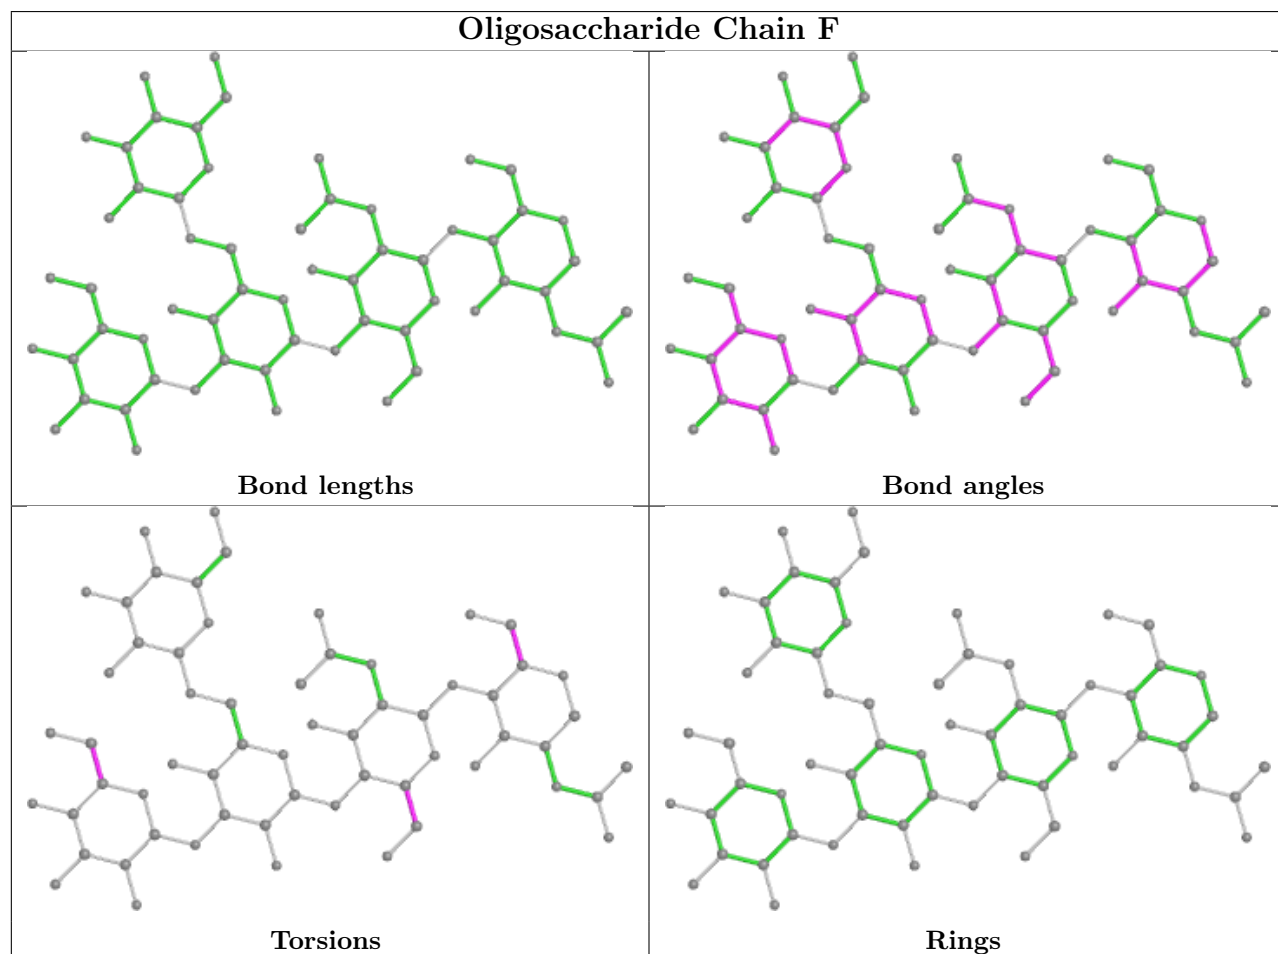 Oligosaccharide Chain F
Bond lengths
Bond angles
Torsions
Rings